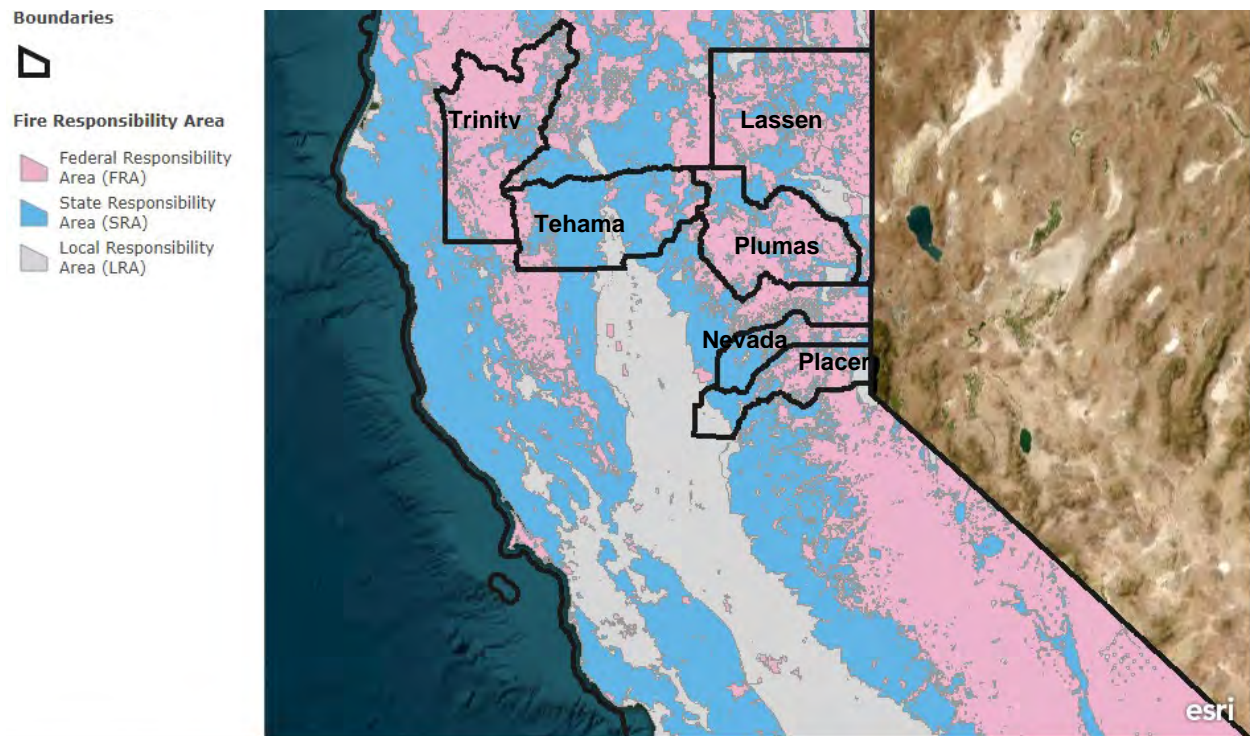 Boundaries
Fire Responsibility Area
Federal Responsibility
Area (FRA)
State Responsibility
Area (SRA)
Local Responsibility
Area (LRA)
Trinity
Lassen
Tehama
Plumas
Nevada
Placer
esri